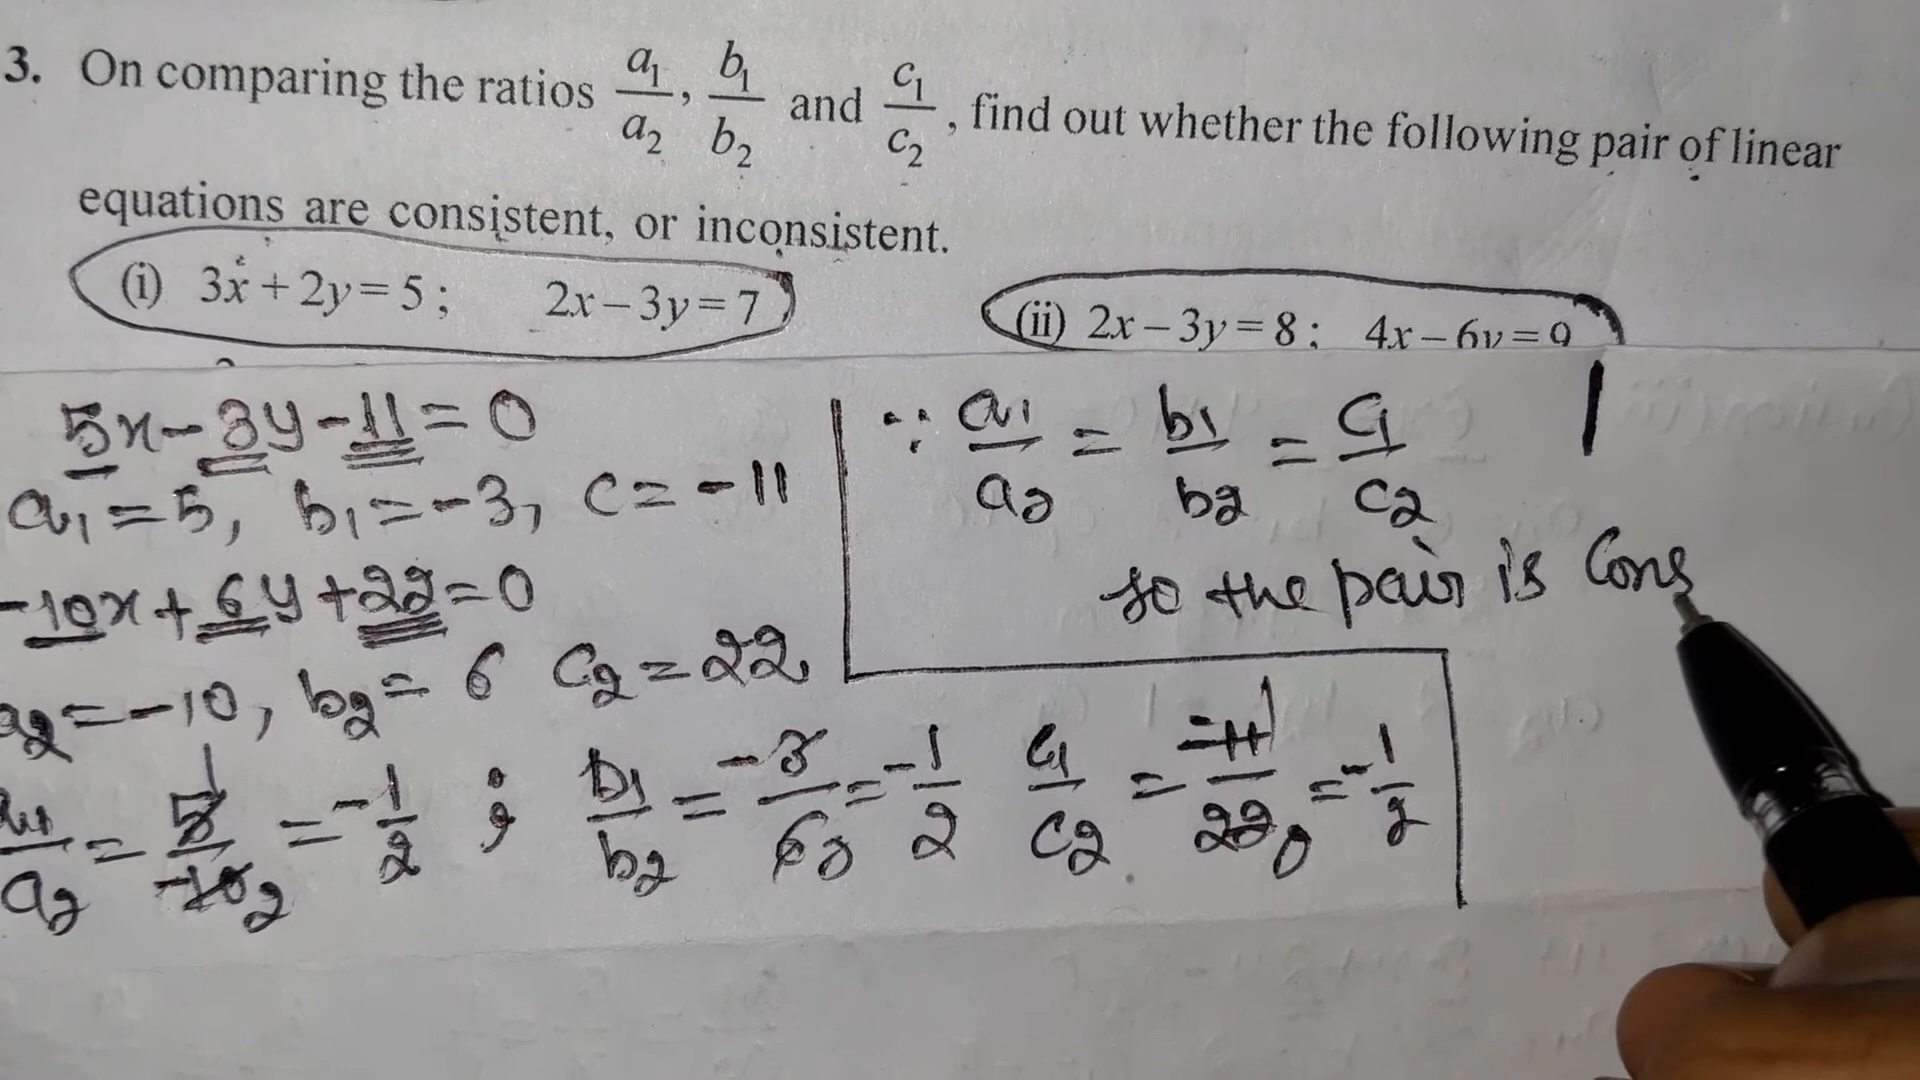 3. On comparing the ratios a₁/a₂, b₁/b₂ and c₁/c₂, find out whether the following pair of linear
equations are consistent, or inconsistent.
(i) 3x + 2y = 5 ; 2x – 3y = 7
(ii) 2x – 3y = 8 ; 4x – 6y = 9
5x - 3y - 11 = 0
a₁ = 5, b₁ = -3, c = -11
-10x + 6y + 22 = 0
a₂ = -10, b₂ = 6 c₂ = 22
a₁/a₂ = 5/-10 = -1/2 ; b₁/b₂ = -3/6 = -1/2 c₁/c₂ = -11/22 = -1/2
∵ a₁/a₂ = b₁/b₂ = c₁/c₂
so the pair is Cons